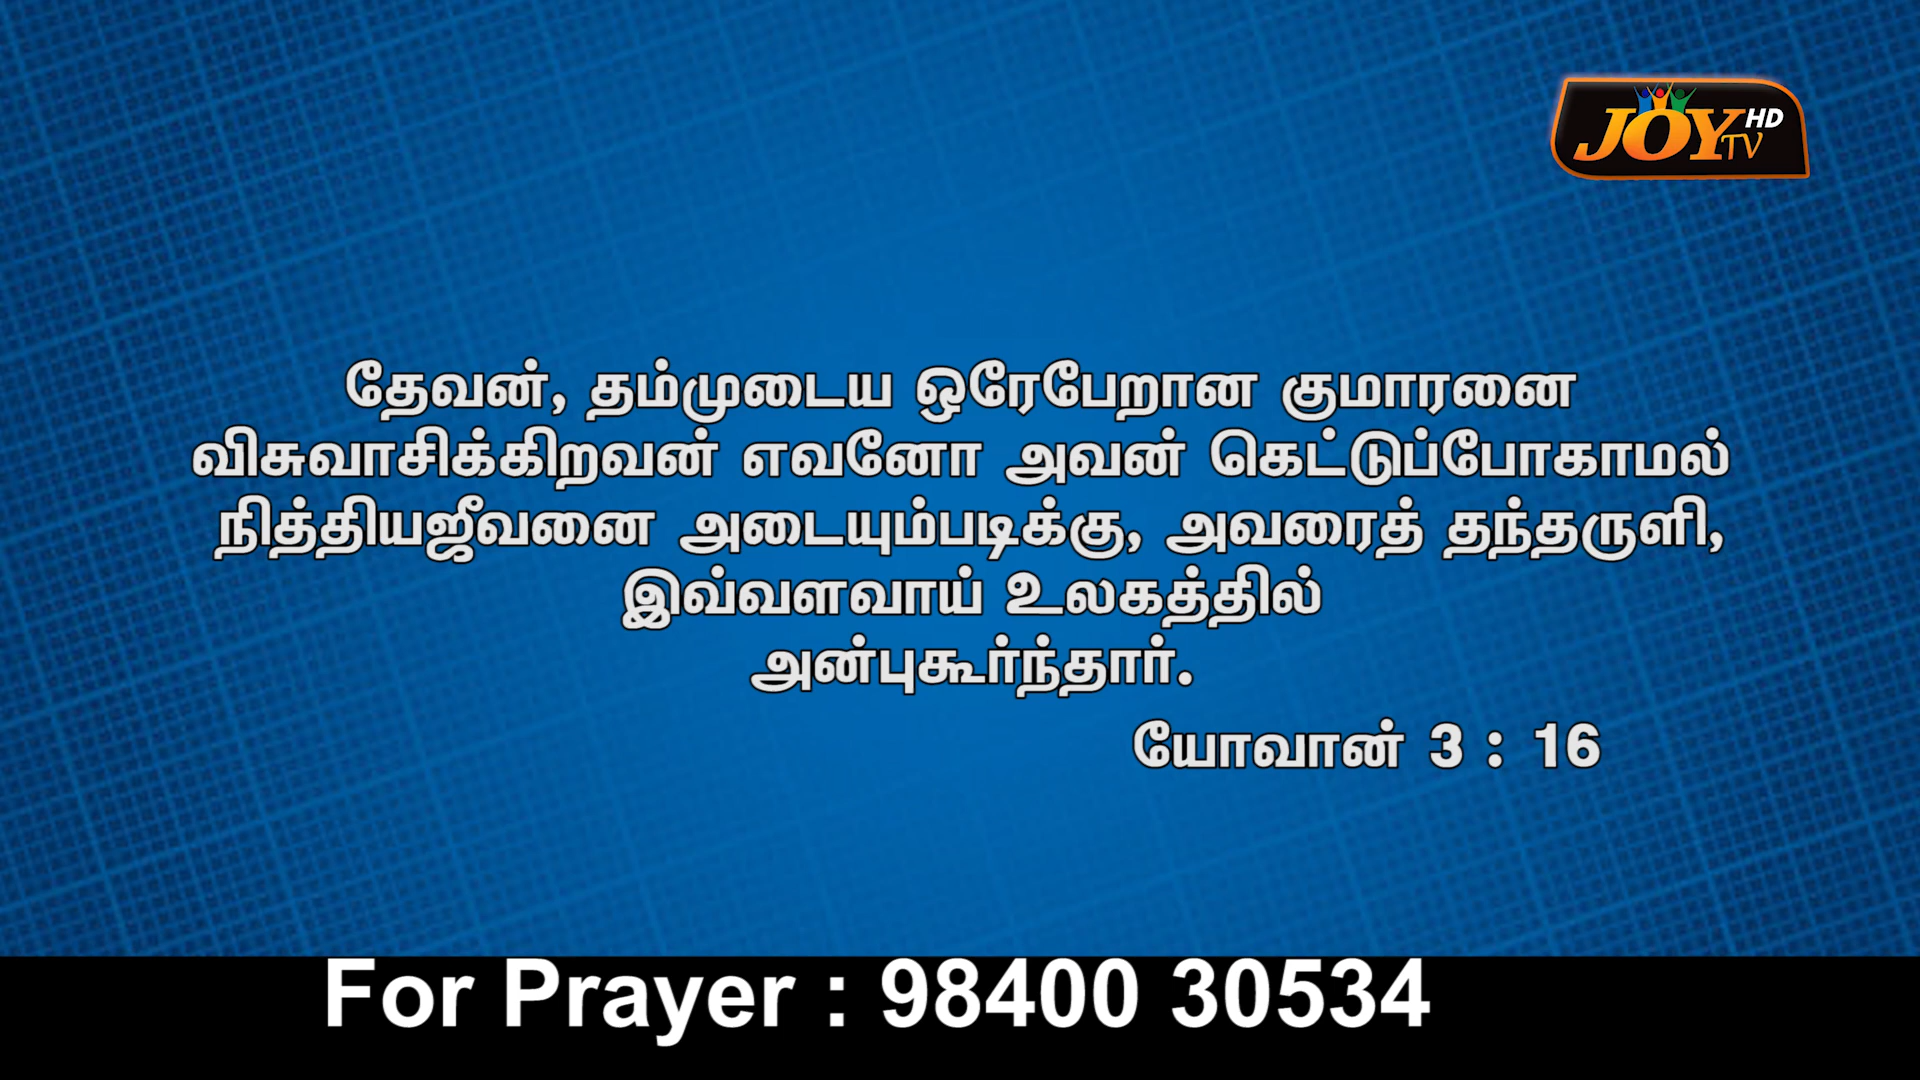 JOY TV HD
தேவன், தம்முடைய ஒரேபேறான குமாரனை
விசுவாசிக்கிறவன் எவனோ அவன் கெட்டுப்போகாமல்
நித்தியஜீவனை அடையும்படிக்கு, அவரைத் தந்தருளி,
இவ்வளவாய் உலகத்தில்
அன்புகூர்ந்தார்.
யோவான் 3 : 16
For Prayer : 98400 30534